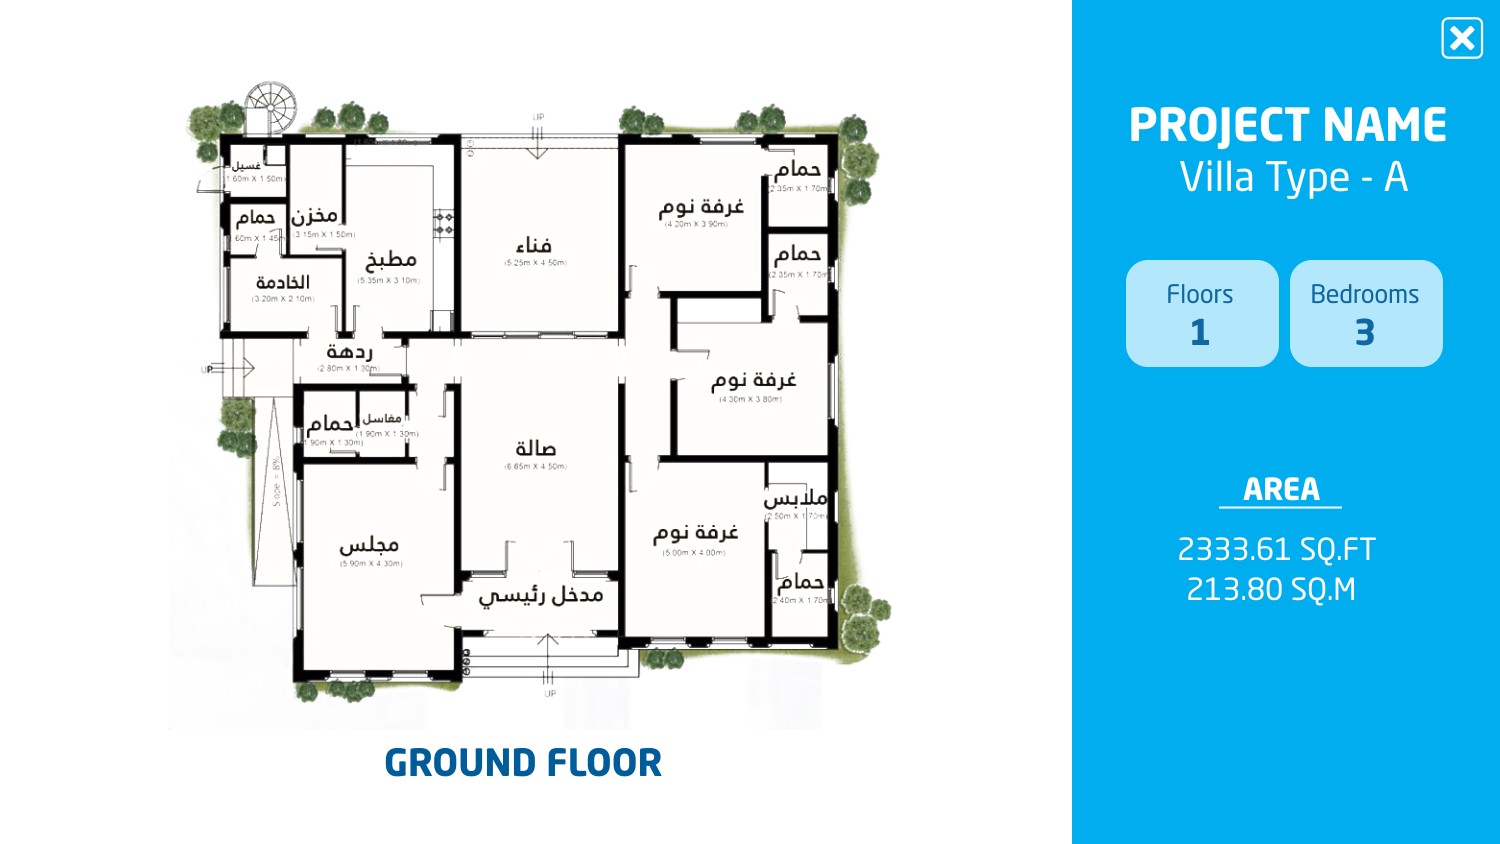 PROJECT NAME
Villa Type - A
Floors
1
Bedrooms
3
AREA
2333.61 SQ.FT
213.80 SQ.M
UP
غسيل
1.60m X 1.50m)
حمام
60m X 1.45m
مخزن
3.15m X 1.50m)
مطبخ
(5.35m X 3.10m)
الخادمة
(3.20m X 2.10m)
فناء
(5.25m X 4.50m)
غرفة نوم
(4.20m X 3.90m)
حمام
(2.35m X 1.70m
حمام
(2.35m X 1.70m
ردهة
(2.80m X 1.30m)
UP
غرفة نوم
(4.30m X 3.80m)
حمام
1.90m X 1.30m)
مغاسل
(1.90m X 1.30m)
صالة
(6.65m X 4.50m)
Slope = 8%
مجلس
(5.90m X 4.30m)
غرفة نوم
(5.00m X 4.00m)
ملابس
(2.50m X 1.70m)
حمام
2.40m X 1.70m
مدخل رئيسي
UP
GROUND FLOOR